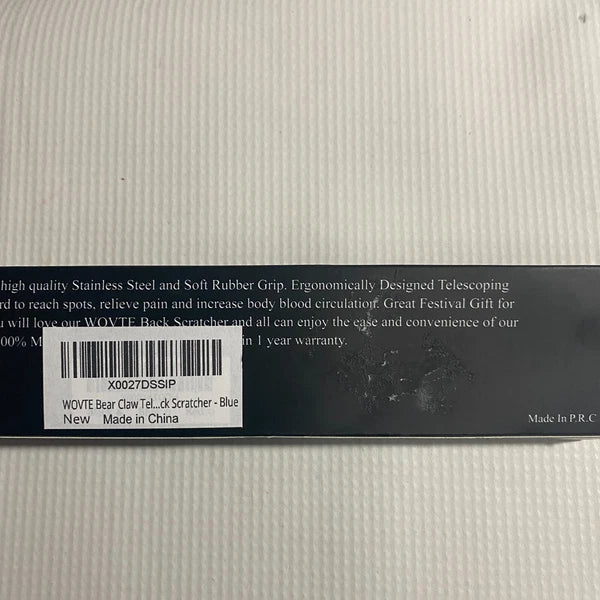 high quality Stainless Steel and Soft Rubber Grip. Ergonomically Designed Telescoping
to reach spots, relieve pain and increase body blood circulation. Great Festival Gift for
will love our WOVTE Back Scratcher and all can enjoy the ease and convenience of our
in 1 year warranty.
X0027DSSIP
WOVTE Bear Claw Tel...ck Scratcher - Blue
New Made in China
Made In P.R.C